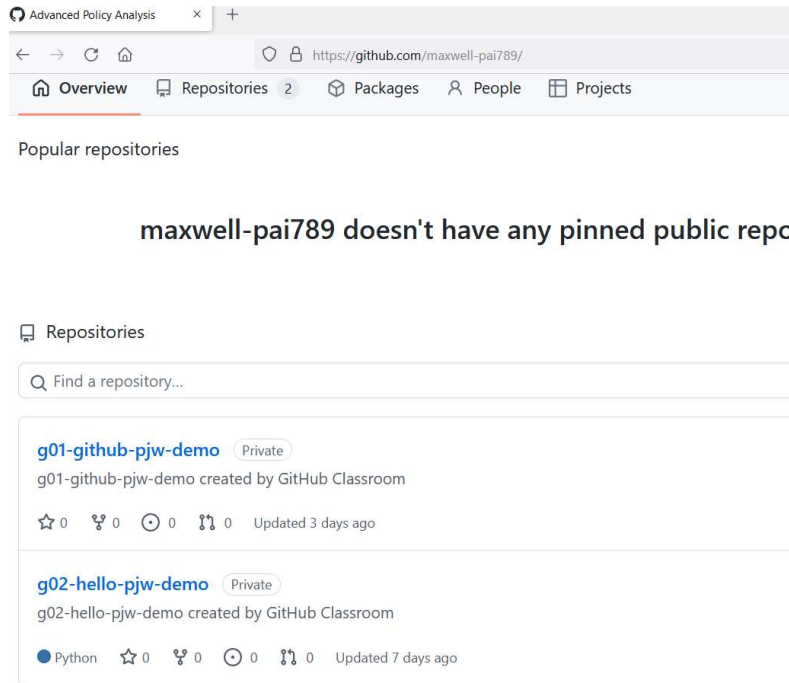 Advanced Policy Analysis × +
https://github.com/maxwell-pai789/
Overview Repositories 2 Packages People Projects
Popular repositories
maxwell-pai789 doesn't have any pinned public repo
Repositories
Find a repository...
g01-github-pjw-demo Private
g01-github-pjw-demo created by GitHub Classroom
0 0 0 0 Updated 3 days ago
g02-hello-pjw-demo Private
g02-hello-pjw-demo created by GitHub Classroom
Python 0 0 0 0 Updated 7 days ago